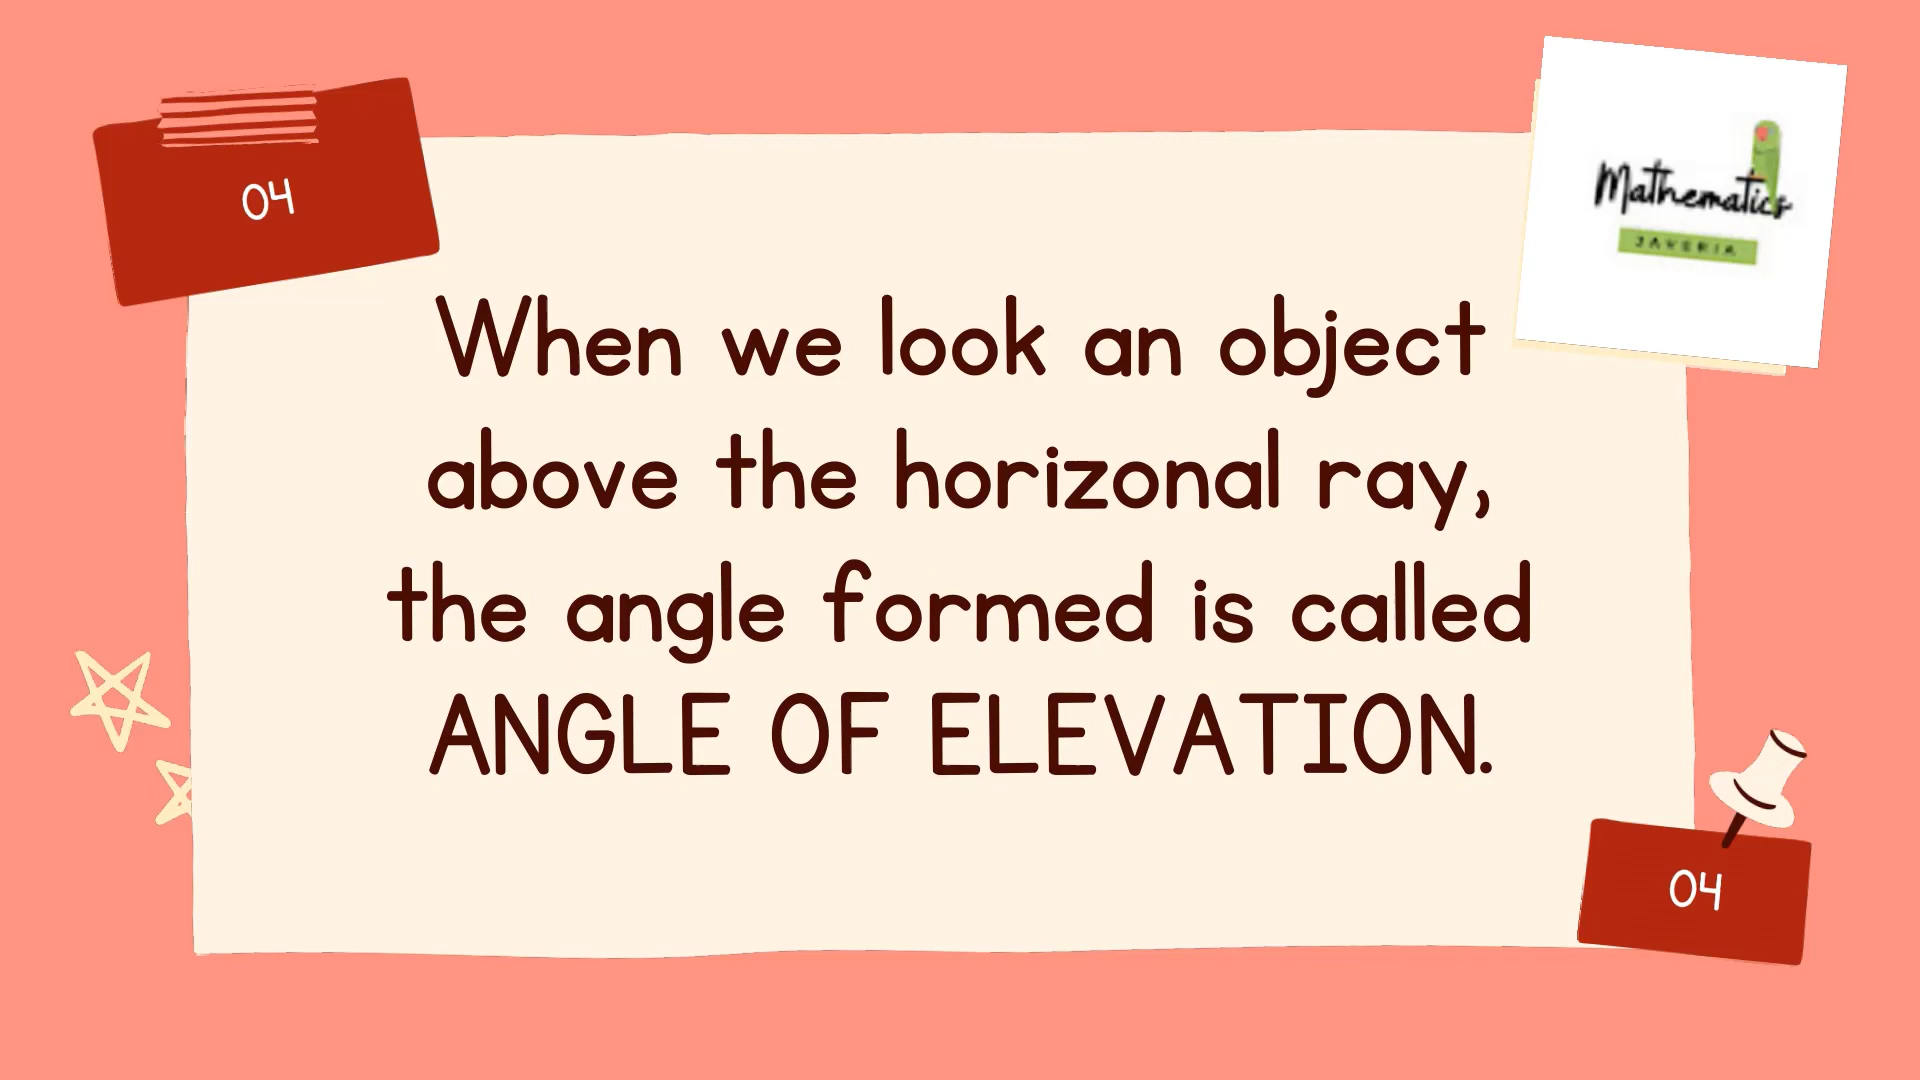 04
Mathematics
JAVERIA
When we look an object
above the horizonal ray,
the angle formed is called
ANGLE OF ELEVATION.
04